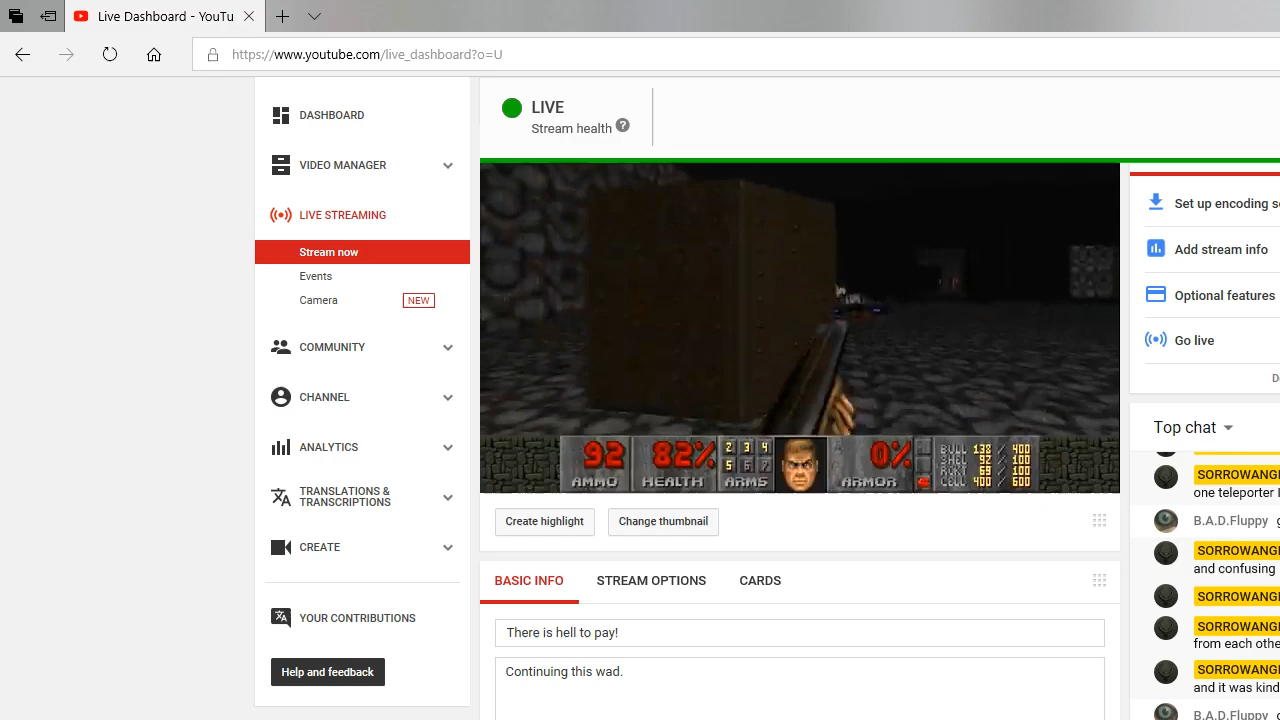 Live Dashboard - YouTu
https://www.youtube.com/live_dashboard?o=U
DASHBOARD
VIDEO MANAGER
LIVE STREAMING
Stream now
Events
Camera NEW
COMMUNITY
CHANNEL
ANALYTICS
TRANSLATIONS &
TRANSCRIPTIONS
CREATE
YOUR CONTRIBUTIONS
Help and feedback
LIVE
Stream health ?
92 82% 2 3 4 0% BULL 138 / 400
5 6 7 SHEL 92 / 100
RCKT 69 / 100
AMMO HEALTH ARMS ARMOR CELL 400 / 600
Create highlight Change thumbnail
BASIC INFO STREAM OPTIONS CARDS
There is hell to pay!
Continuing this wad.
Set up encoding s
Add stream info
Optional features
Go live
D
Top chat
SORROWANG
one teleporter
B.A.D.Fluppy g
SORROWANG
and confusing
SORROWANG
SORROWANG
from each othe
SORROWANG
and it was kind
B.A.D.Fluppy